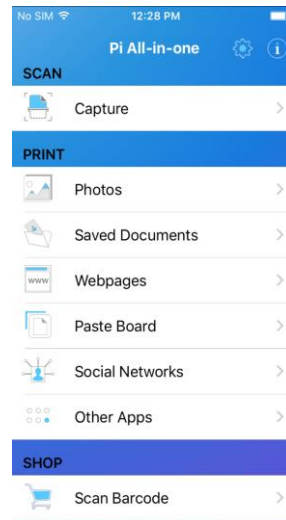 No SIM 12:28 PM
Pi All-in-one
SCAN
Capture
PRINT
Photos
Saved Documents
www
Webpages
Paste Board
Social Networks
Other Apps
SHOP
Scan Barcode